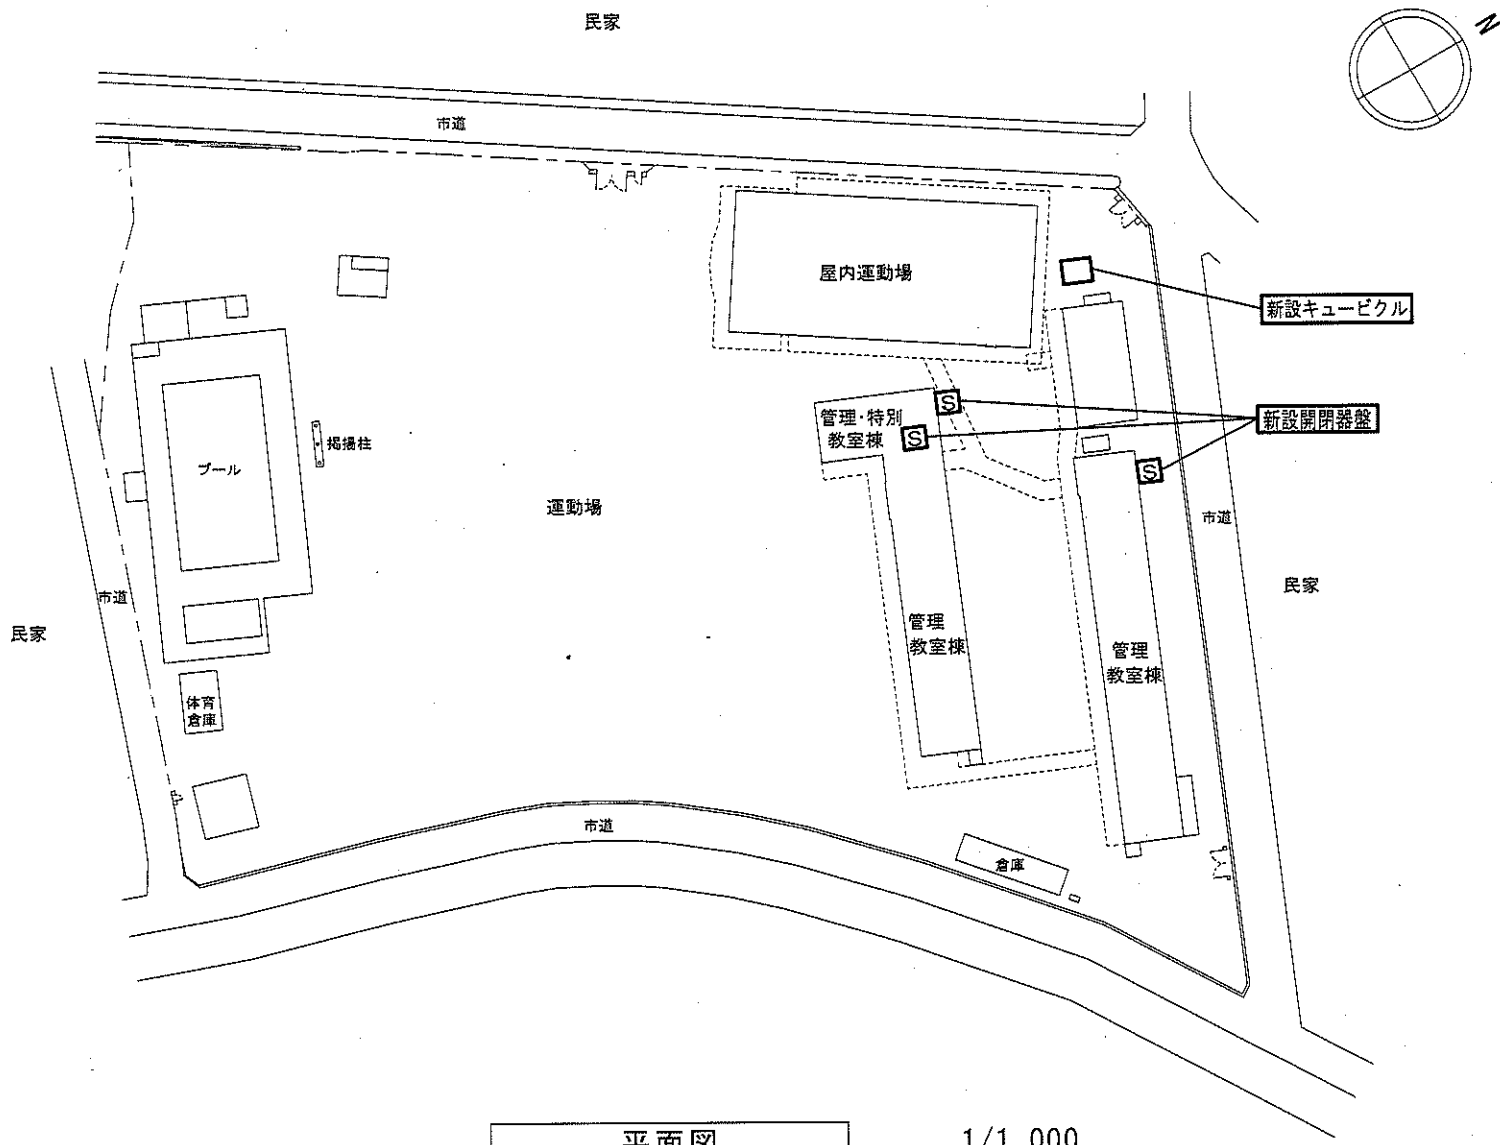 民家
N
市道
屋内運動場
新設キュービクル
管理・特別
教室棟
S
S
新設開閉器盤
S
掲揚柱
プール
運動場
市道
市道
民家
民家
管理
教室棟
管理
教室棟
体育
倉庫
市道
倉庫
平面図
1/1,000